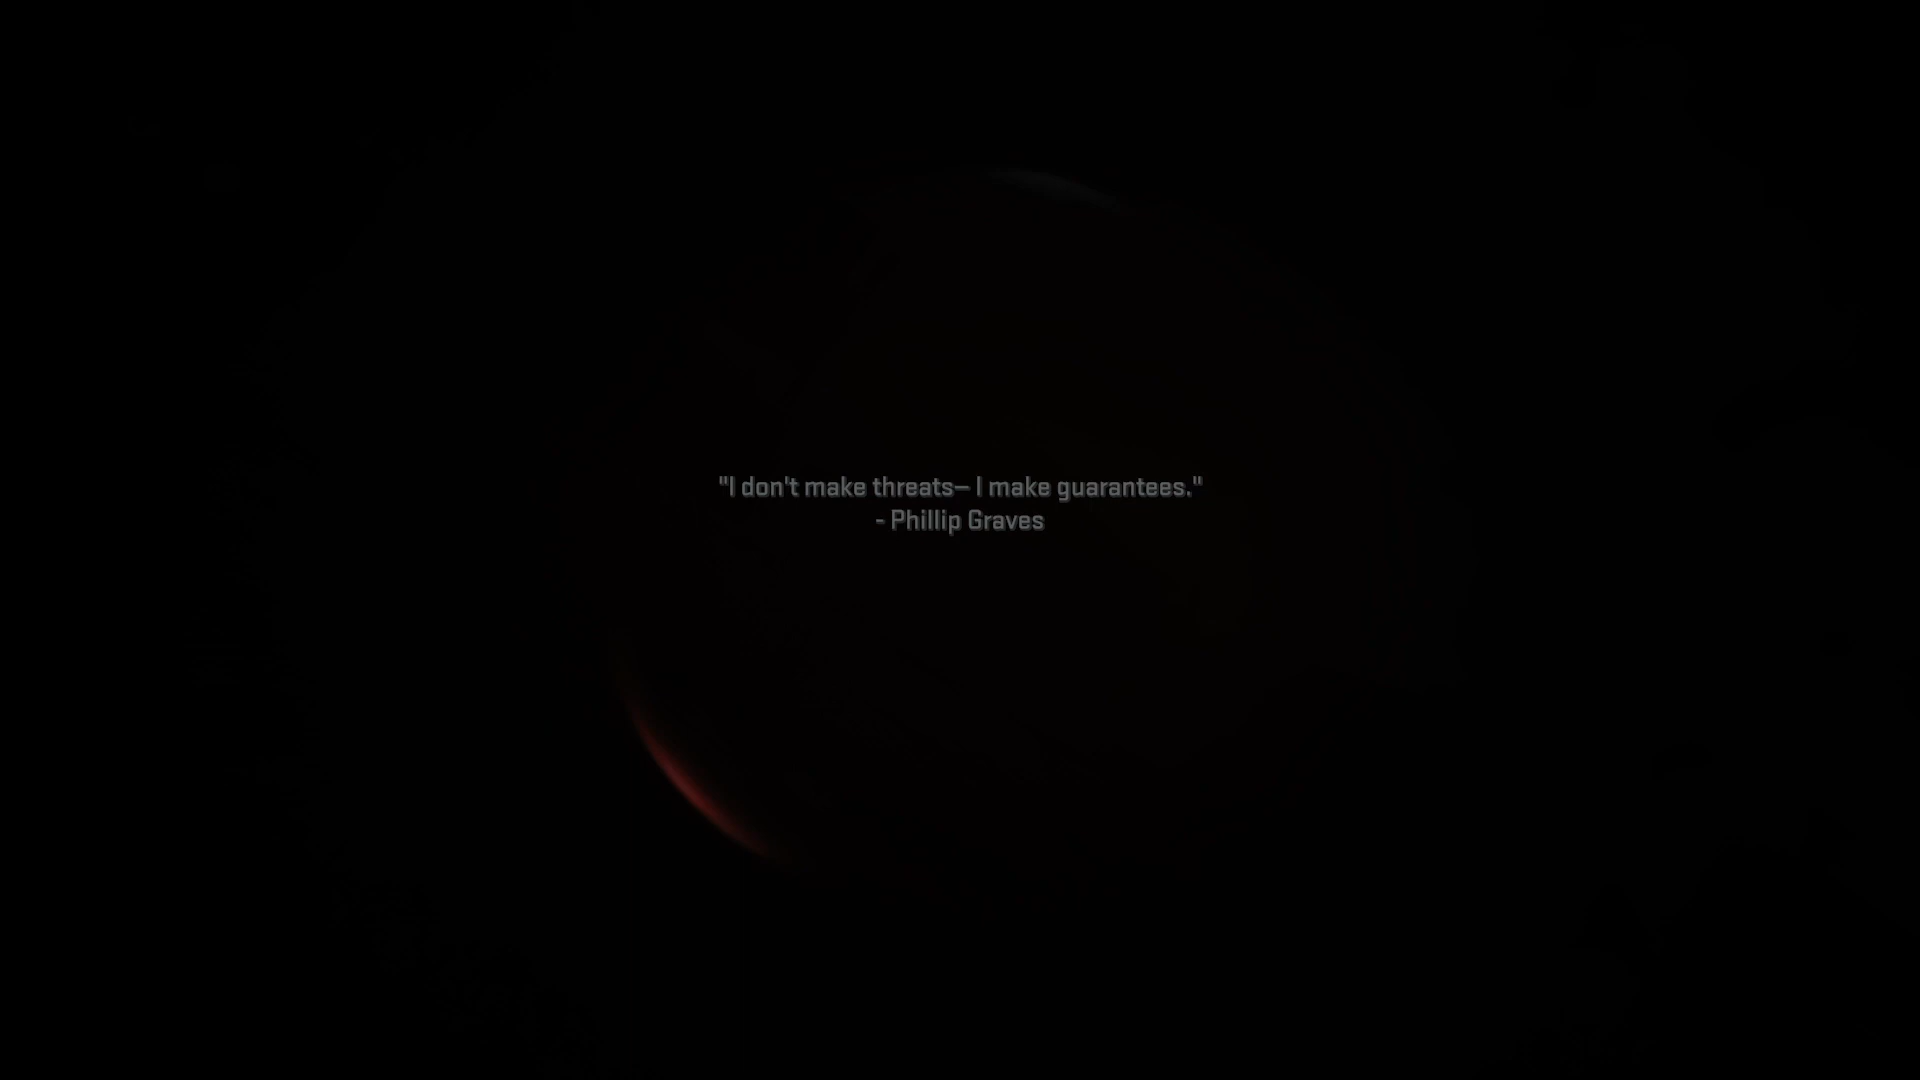 "I don't make threats— I make guarantees."
- Phillip Graves